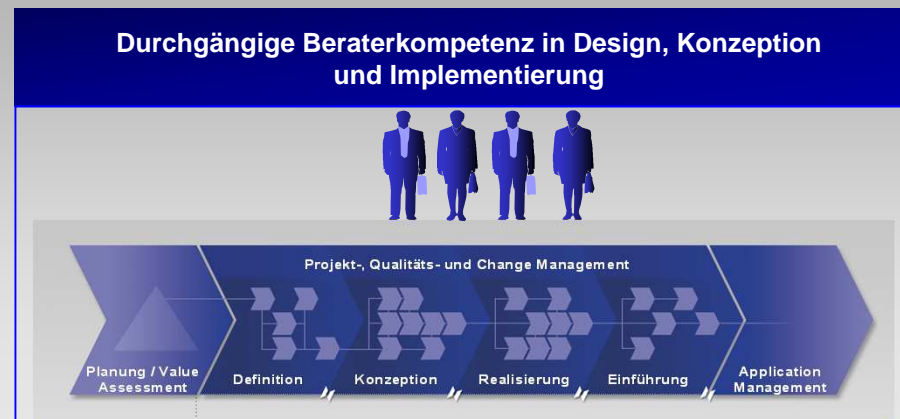 Durchgängige Beraterkompetenz in Design, Konzeption
und Implementierung
Projekt-, Qualitäts- und Change Management
Planung / Value
Assessment
Definition
Konzeption
Realisierung
Einführung
Application
Management